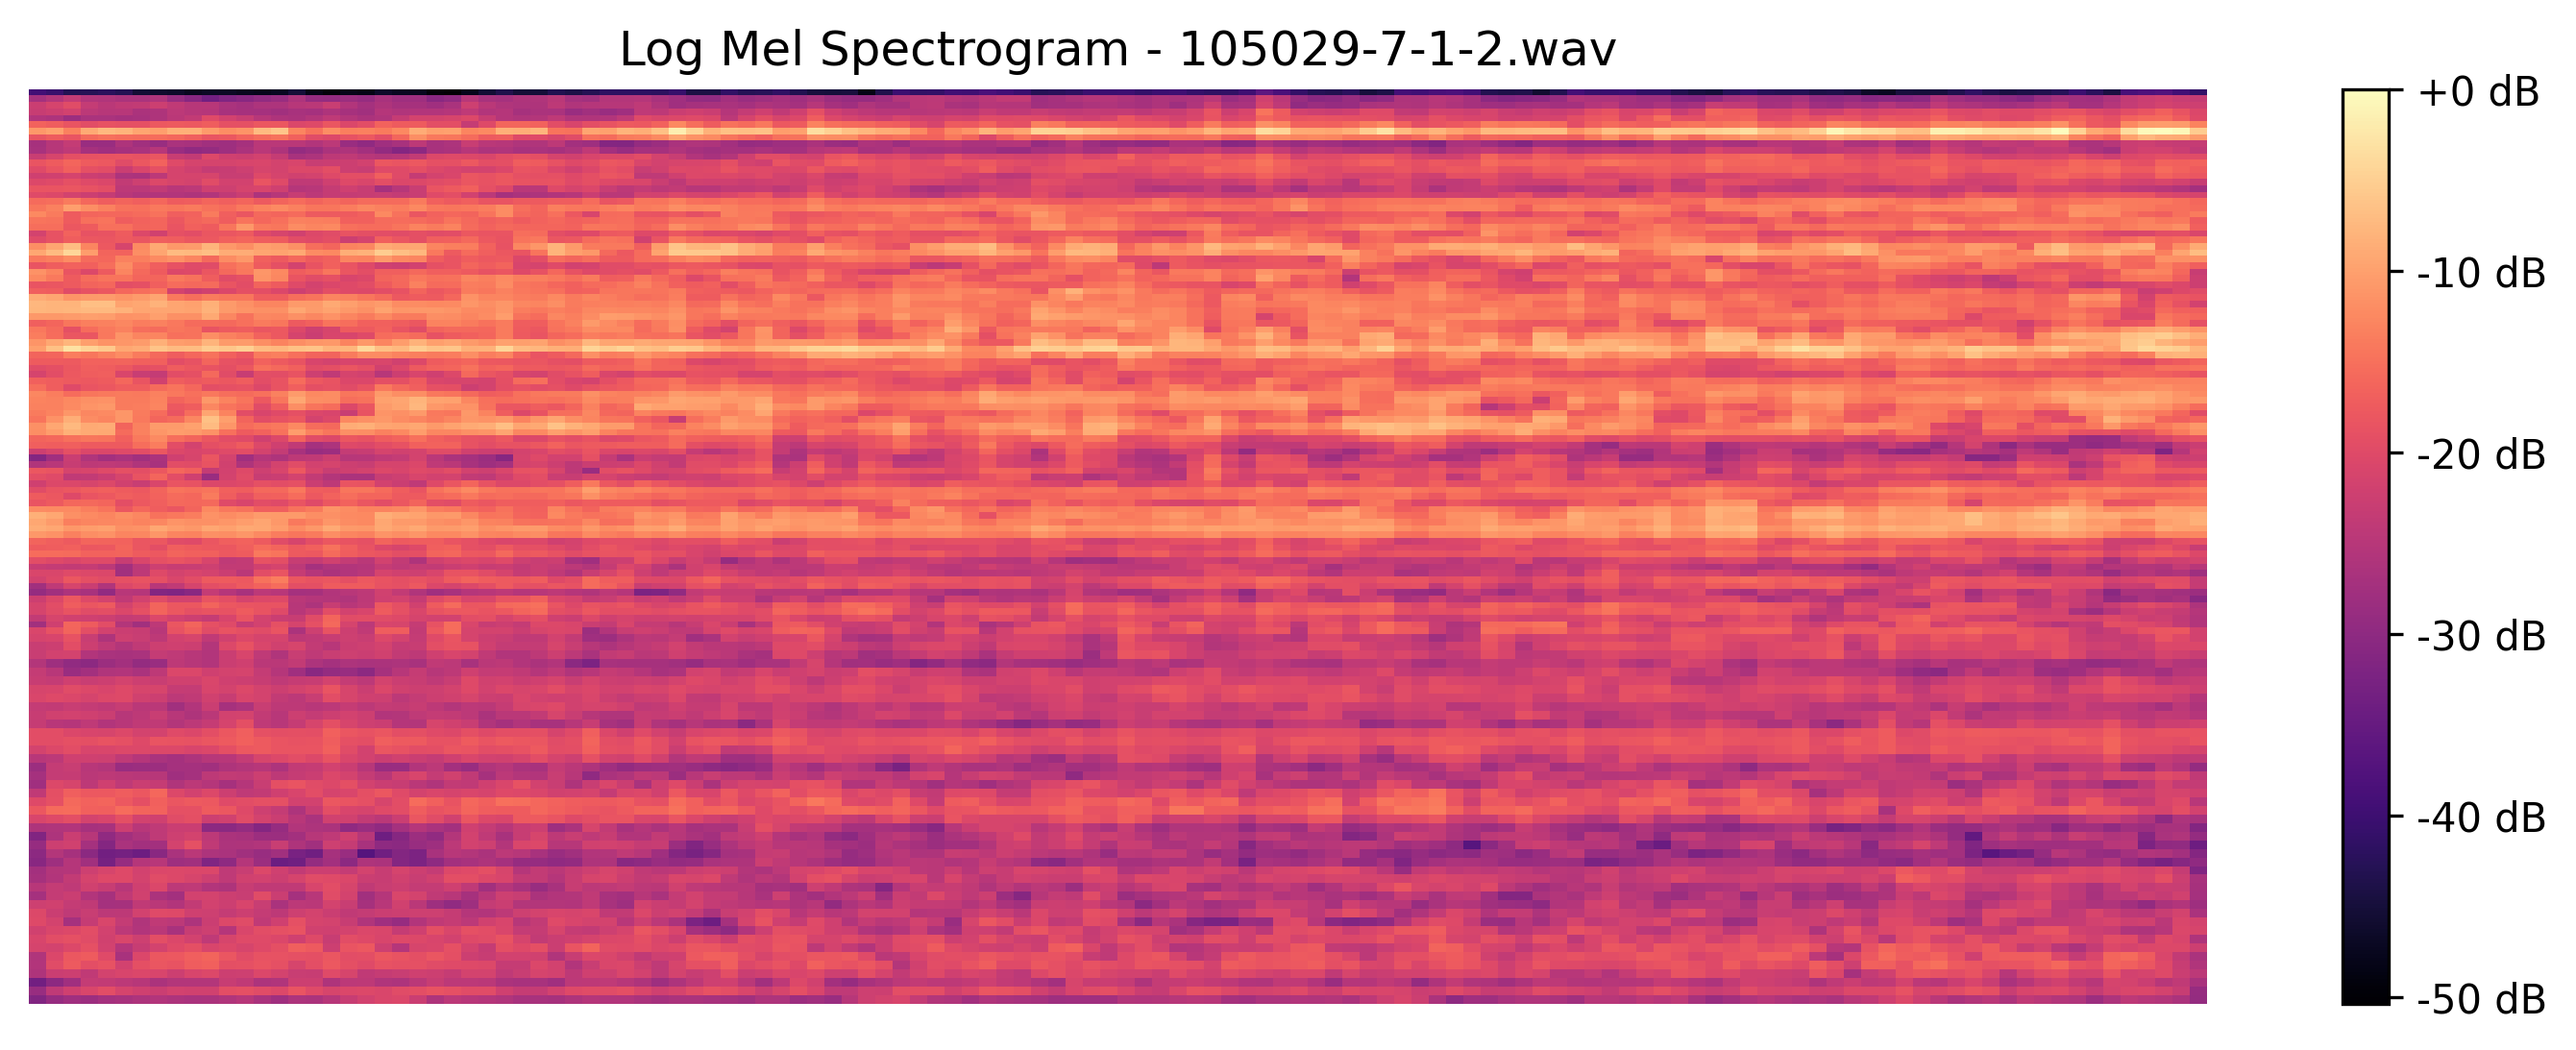 Log Mel Spectrogram - 105029-7-1-2.wav
+0 dB
-10 dB
-20 dB
-30 dB
-40 dB
-50 dB